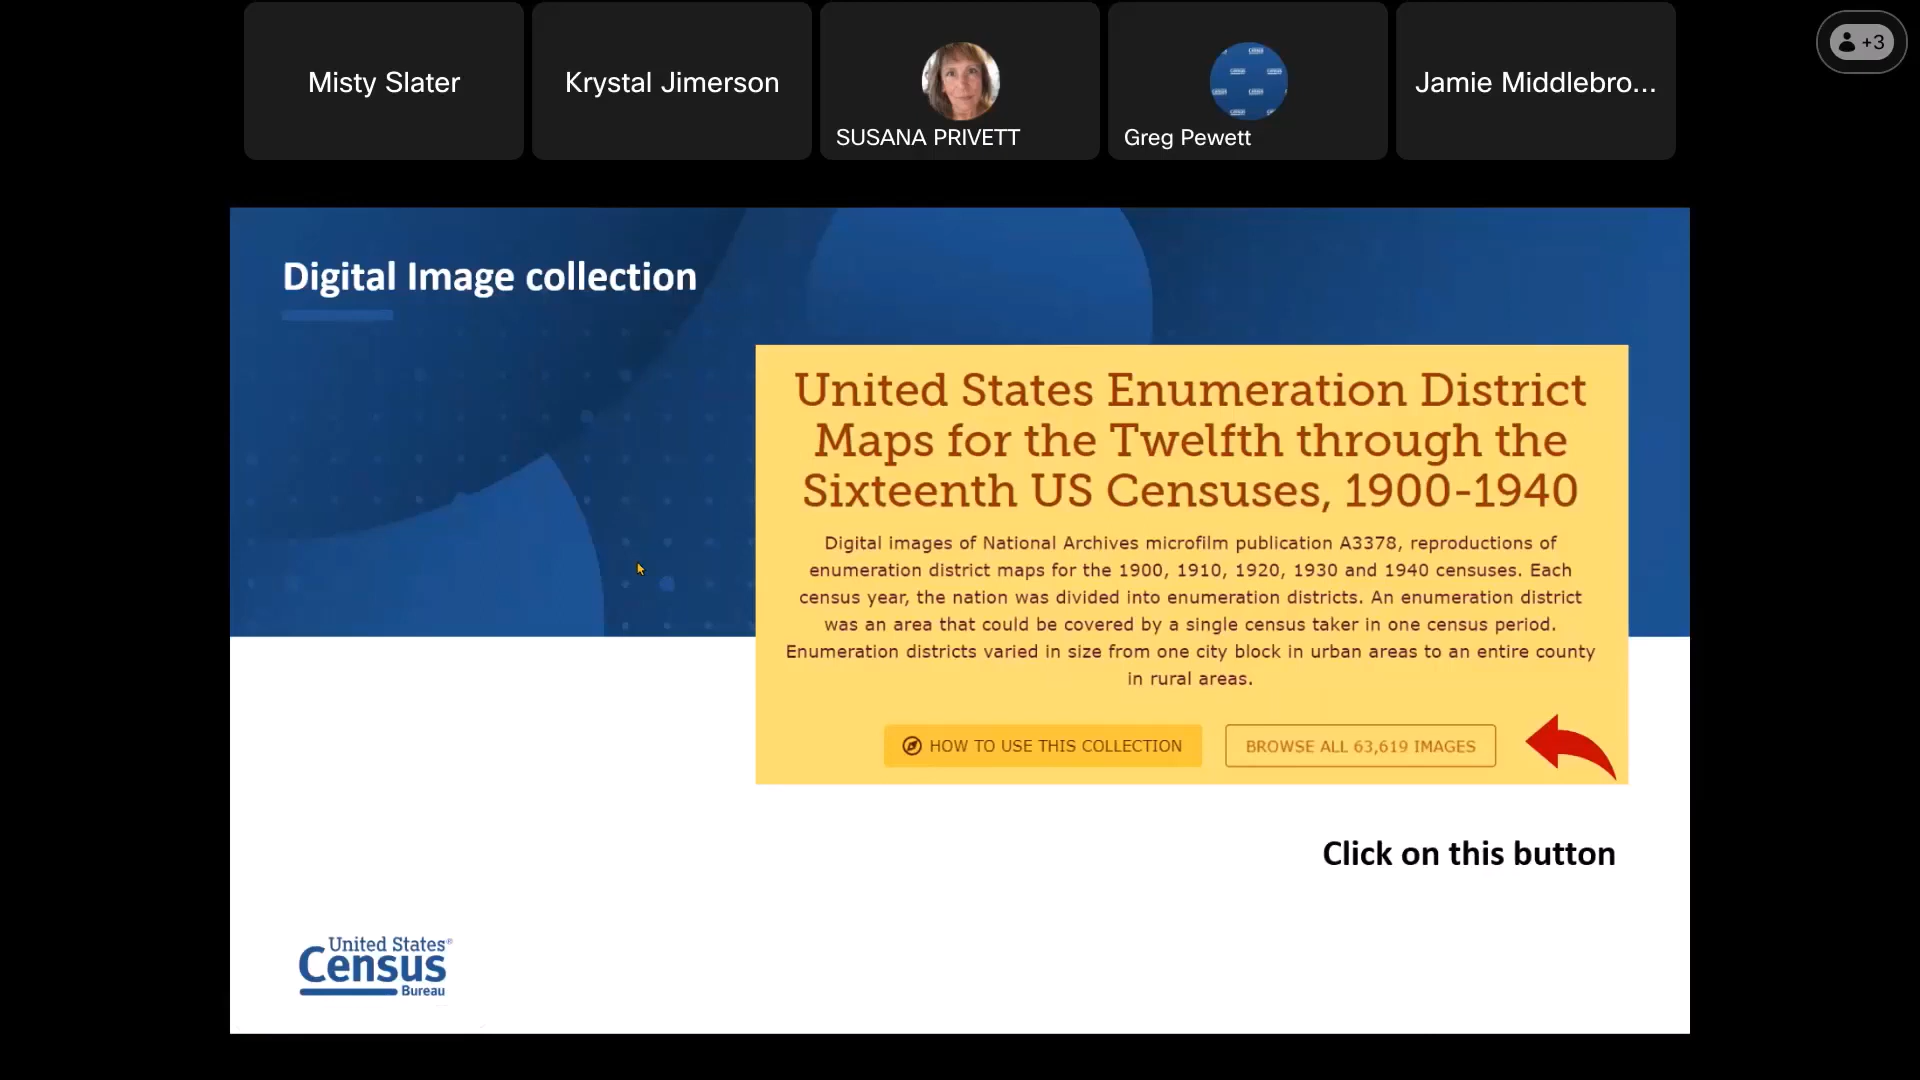 Misty Slater
Krystal Jimerson
SUSANA PRIVETT
Greg Pewett
Jamie Middlebro...
+3
Digital Image collection
United States Enumeration District
Maps for the Twelfth through the
Sixteenth US Censuses, 1900-1940
Digital images of National Archives microfilm publication A3378, reproductions of
enumeration district maps for the 1900, 1910, 1920, 1930 and 1940 censuses. Each
census year, the nation was divided into enumeration districts. An enumeration district
was an area that could be covered by a single census taker in one census period.
Enumeration districts varied in size from one city block in urban areas to an entire county
in rural areas.
HOW TO USE THIS COLLECTION
BROWSE ALL 63,619 IMAGES
Click on this button
United States®
Census
Bureau